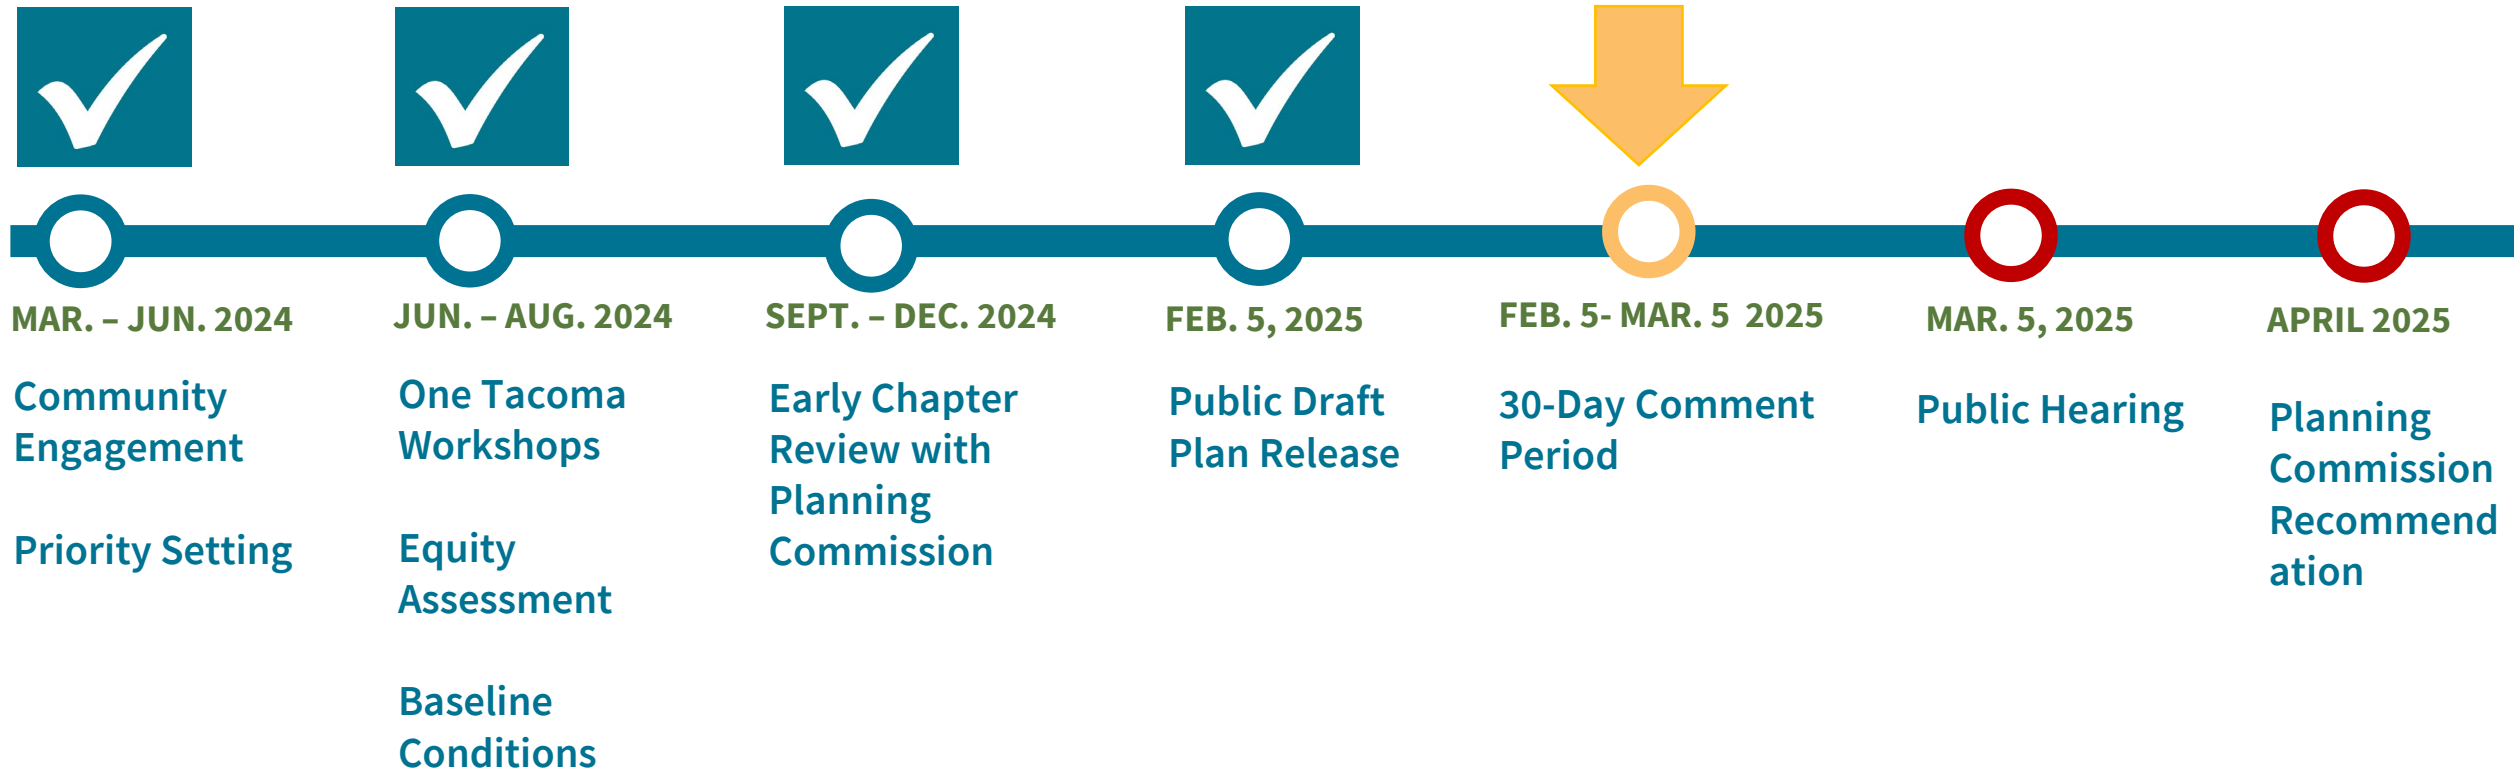 MAR. – JUN. 2024
Community
Engagement
Priority Setting
JUN. – AUG. 2024
One Tacoma
Workshops
Equity
Assessment
Baseline
Conditions
SEPT. – DEC. 2024
Early Chapter
Review with
Planning
Commission
FEB. 5, 2025
Public Draft
Plan Release
FEB. 5- MAR. 5  2025
30-Day Comment
Period
MAR. 5, 2025
Public Hearing
APRIL 2025
Planning
Commission
Recommend
ation